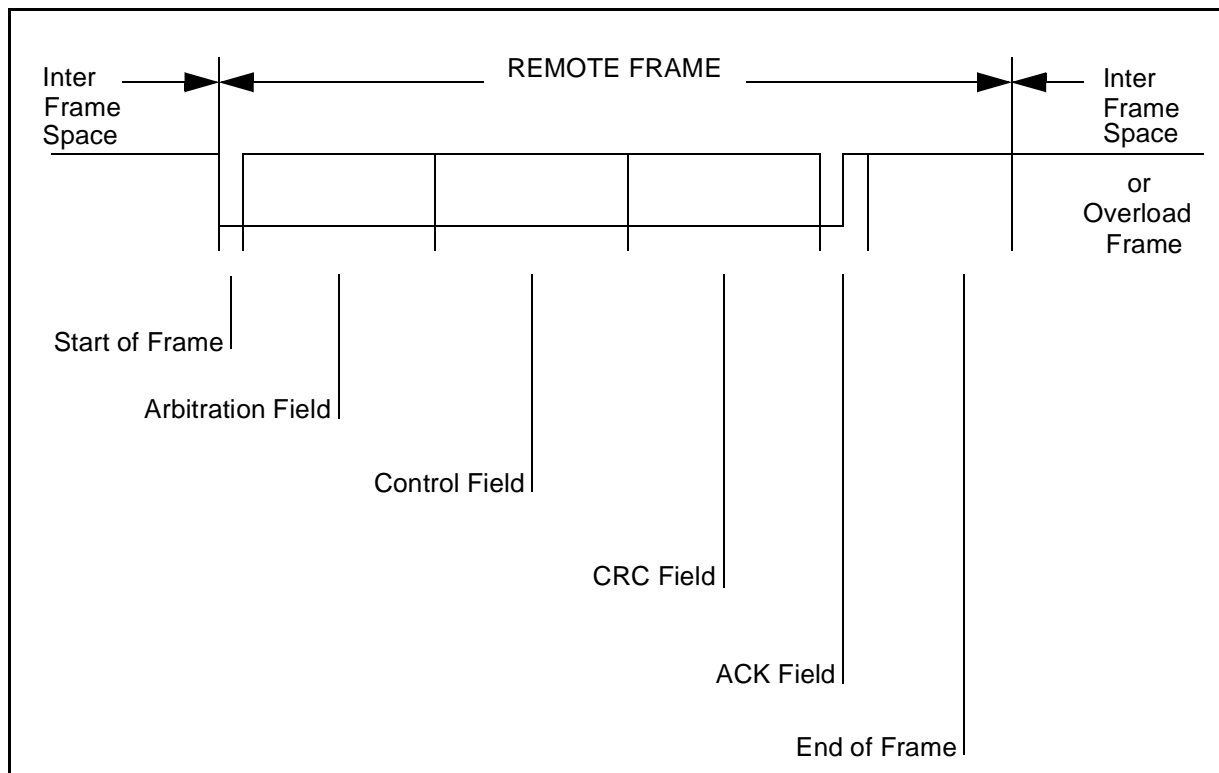 Inter
Frame
Space
REMOTE FRAME
Inter
Frame
Space
or
Overload
Frame
Start of Frame
Arbitration Field
Control Field
CRC Field
ACK Field
End of Frame